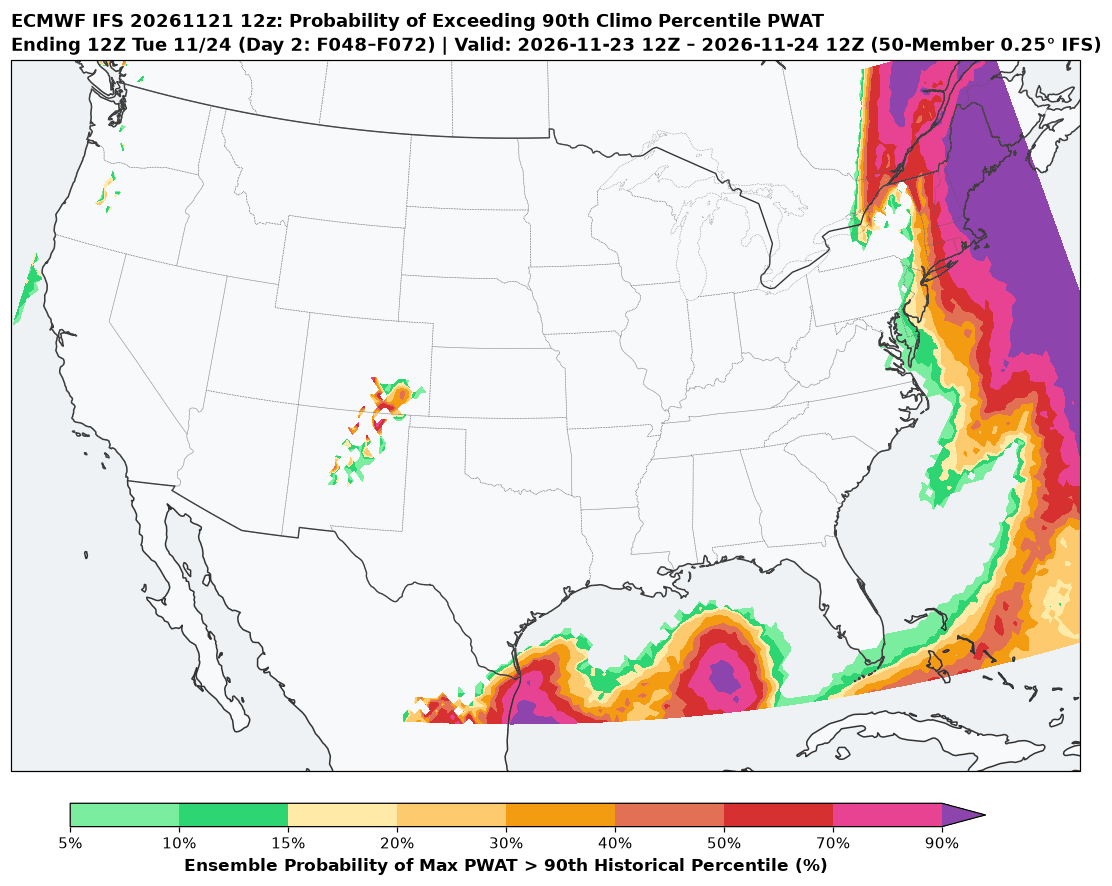 ECMWF IFS 20261121 12z: Probability of Exceeding 90th Climo Percentile PWAT
Ending 12Z Tue 11/24 (Day 2: F048–F072) | Valid: 2026-11-23 12Z – 2026-11-24 12Z (50-Member 0.25° IFS)
5% 10% 15% 20% 30% 40% 50% 70% 90%
Ensemble Probability of Max PWAT > 90th Historical Percentile (%)